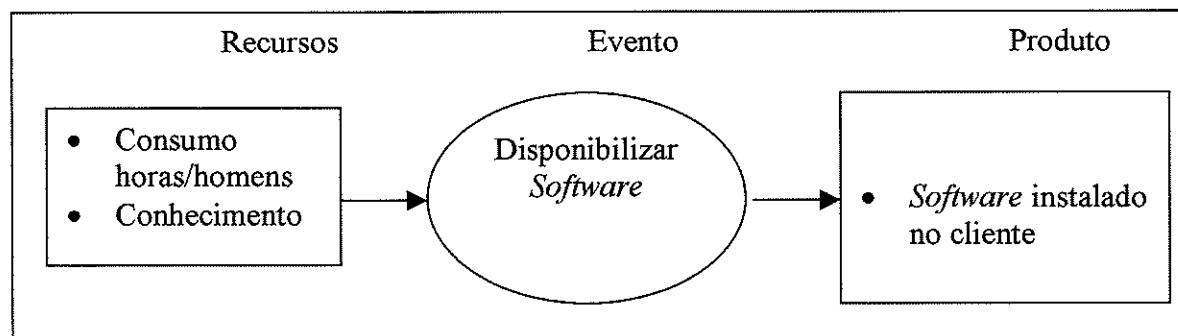 Recursos Evento Produto
• Consumo
horas/homens
• Conhecimento
Disponibilizar
Software
• Software instalado
no cliente